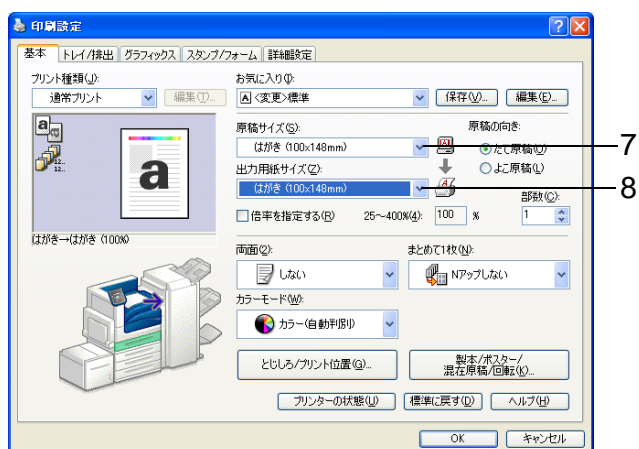 印刷設定
基本 トレイ/排出 グラフィックス スタンプ/フォーム 詳細設定
プリント種類(J):
通常プリント 編集(T)...
お気に入り(I):
<変更>標準 保存(V)... 編集(E)...
原稿サイズ(S):
はがき (100x148mm)
原稿の向き:
たて原稿(U)
よこ原稿(L)
7
出力用紙サイズ(Z):
はがき (100x148mm)
8
部数(C):
1
倍率を指定する(R) 25～400%(4): 100 %
はがき→はがき (100%)
両面(2):
しない
まとめて1枚(N):
Nアップしない
カラーモード(W):
カラー(自動判別)
とじしろ/プリント位置(G)...
製本/ポスター/
混在原稿/回転(K)...
プリンターの状態(U) 標準に戻す(D) ヘルプ(H)
OK キャンセル